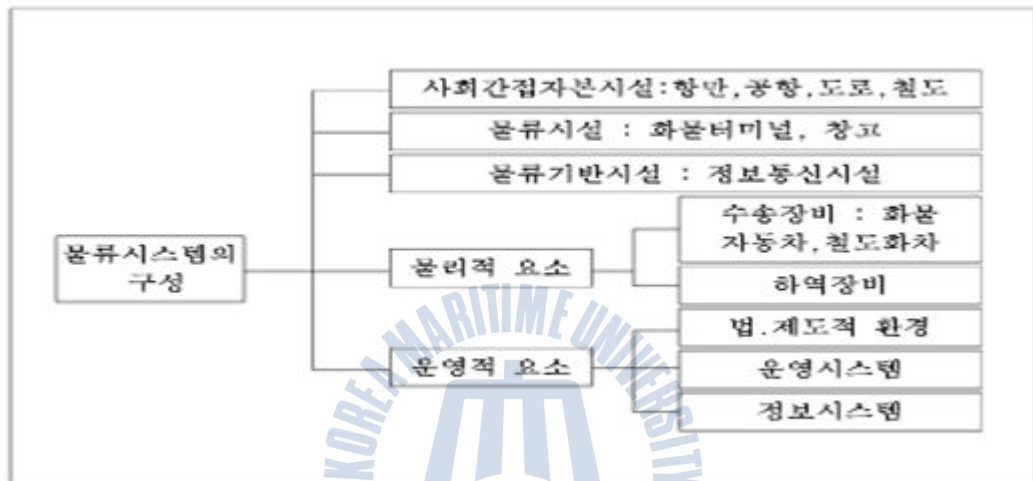 사회간접자본시설:항만,공항,도로,철도
물류시설 : 화물터미널, 창고
물류기반시설 : 정보통신시설
물류시스템의
구성
물리적 요소
수송장비 : 화물
자동차,철도화차
하역장비
운영적 요소
법.제도적 환경
운영시스템
정보시스템
KOREA MARITIME UNIVERSITY